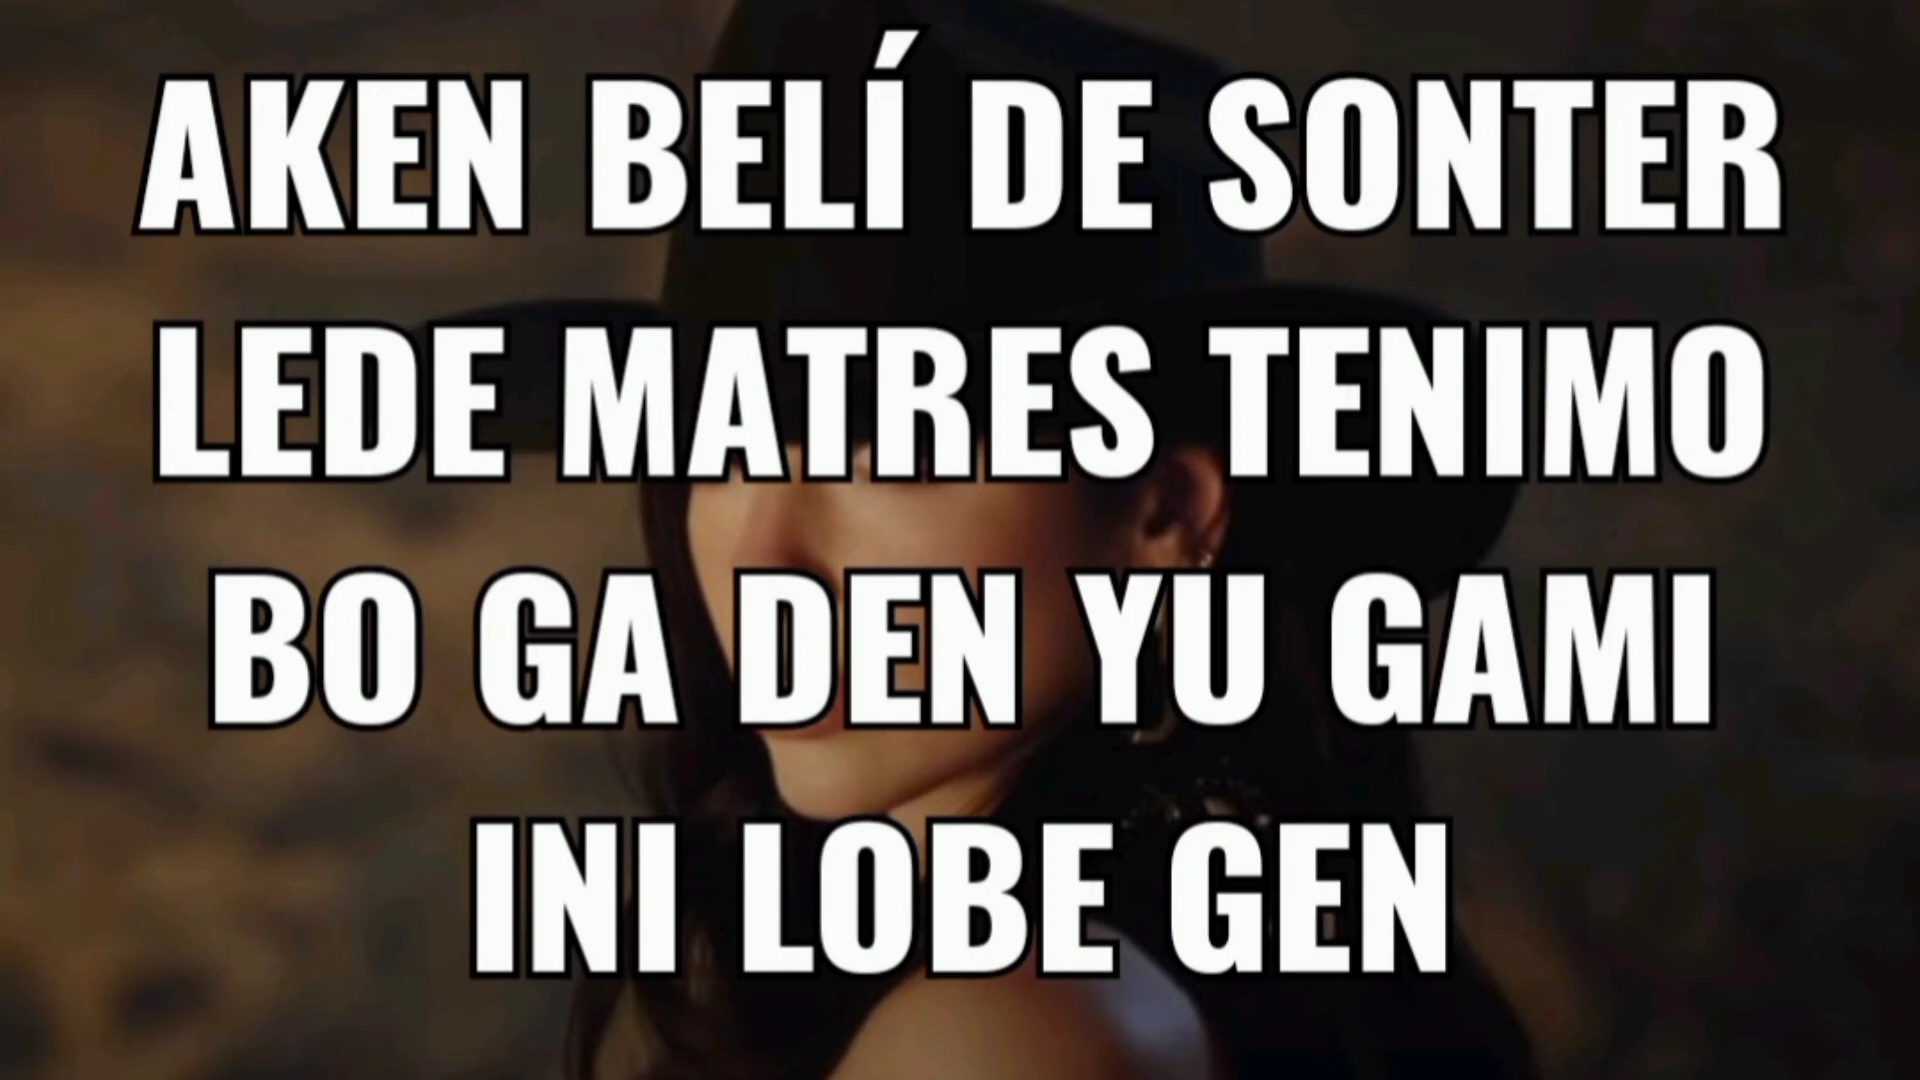 AKEN BELÍ DE SONTER
LEDE MATRES TENIMO
BO GA DEN YU GAMI
INI LOBE GEN